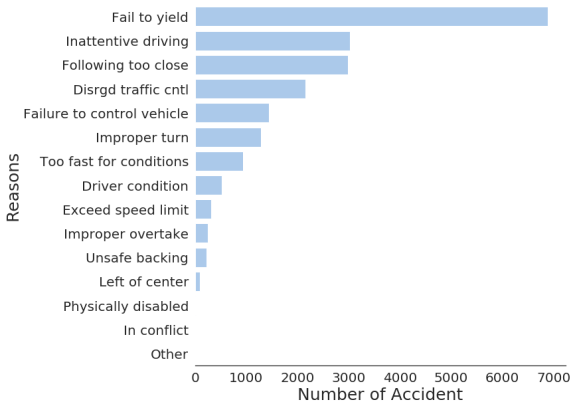 Fail to yield
Inattentive driving
Following too close
Disrgd traffic cntl
Failure to control vehicle
Improper turn
Too fast for conditions
Driver condition
Exceed speed limit
Improper overtake
Unsafe backing
Left of center
Physically disabled
In conflict
Other
Reasons
0 1000 2000 3000 4000 5000 6000 7000
Number of Accident